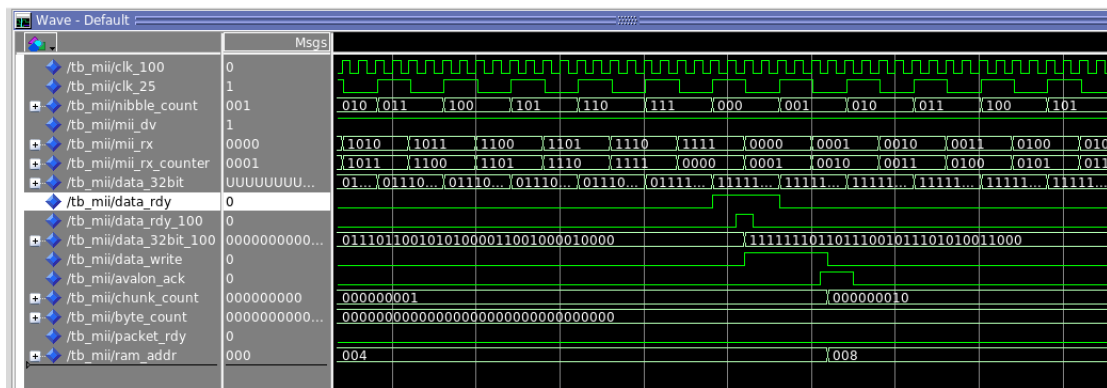 Wave - Default
Msgs
/tb_mii/clk_100 0
/tb_mii/clk_25 1
/tb_mii/nibble_count 001 010 011 100 101 110 111 000 001 010 011 100 101
/tb_mii/mii_dv 1
/tb_mii/mii_rx 0000 1010 1011 1100 1101 1110 1111 0000 0001 0010 0011 0100 010
/tb_mii/mii_rx_counter 0001 1011 1100 1101 1110 1111 0000 0001 0010 0011 0100 0101 011
/tb_mii/data_32bit UUUUUUUU... 01... 01110... 01110... 01110... 01110... 01111... 11111... 11111... 11111... 11111... 11111... 11111...
/tb_mii/data_rdy 0
/tb_mii/data_rdy_100 0
/tb_mii/data_32bit_100 0000000000... 01110110010101000011001000010000 111111110110111001011101010011000
/tb_mii/data_write 0
/tb_mii/avalon_ack 0
/tb_mii/chunk_count 000000000 000000001 000000010
/tb_mii/byte_count 0000000000... 00000000000000000000000000000000
/tb_mii/packet_rdy 0
/tb_mii/ram_addr 000 004 008